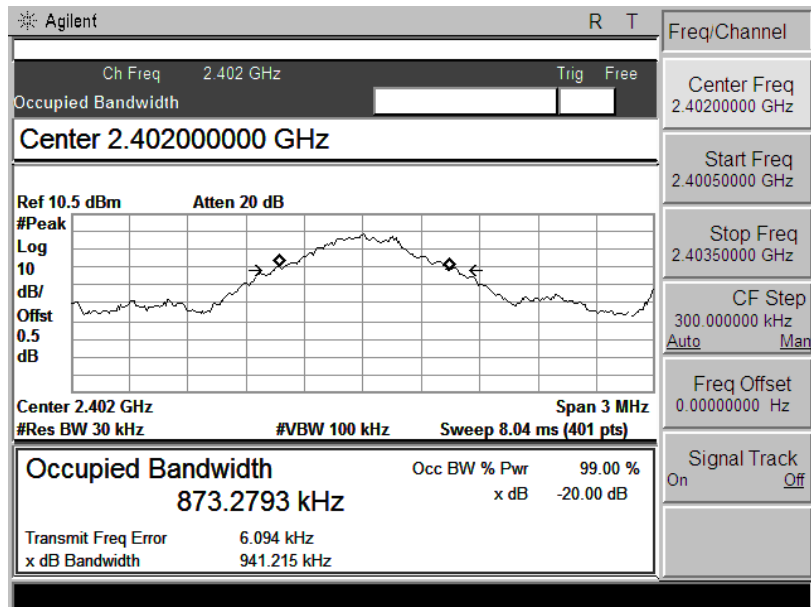 Agilent R T
Freq/Channel
Ch Freq 2.402 GHz Trig Free
Occupied Bandwidth
Center 2.402000000 GHz
Ref 10.5 dBm Atten 20 dB
#Peak
Log
10
dB/
Offst
0.5
dB
Center 2.402 GHz Span 3 MHz
#Res BW 30 kHz #VBW 100 kHz Sweep 8.04 ms (401 pts)
Occupied Bandwidth
873.2793 kHz
Occ BW % Pwr 99.00 %
x dB -20.00 dB
Transmit Freq Error 6.094 kHz
x dB Bandwidth 941.215 kHz
Center Freq
2.40200000 GHz
Start Freq
2.40050000 GHz
Stop Freq
2.40350000 GHz
CF Step
300.000000 kHz
Auto Man
Freq Offset
0.00000000 Hz
Signal Track
On Off